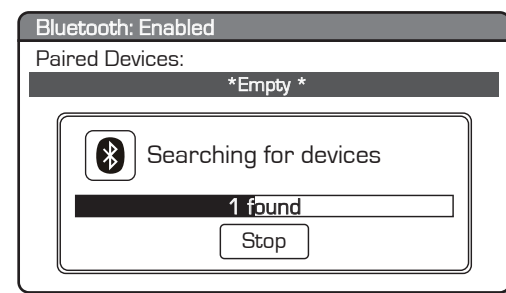 Bluetooth: Enabled
Paired Devices:
*Empty *
Searching for devices
1 found
Stop